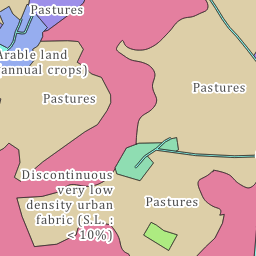 Pastures
Arable land
(annual crops)
Pastures
Pastures
Discontinuous
very low
density urban
fabric (S.L. :
< 10%)
Pastures